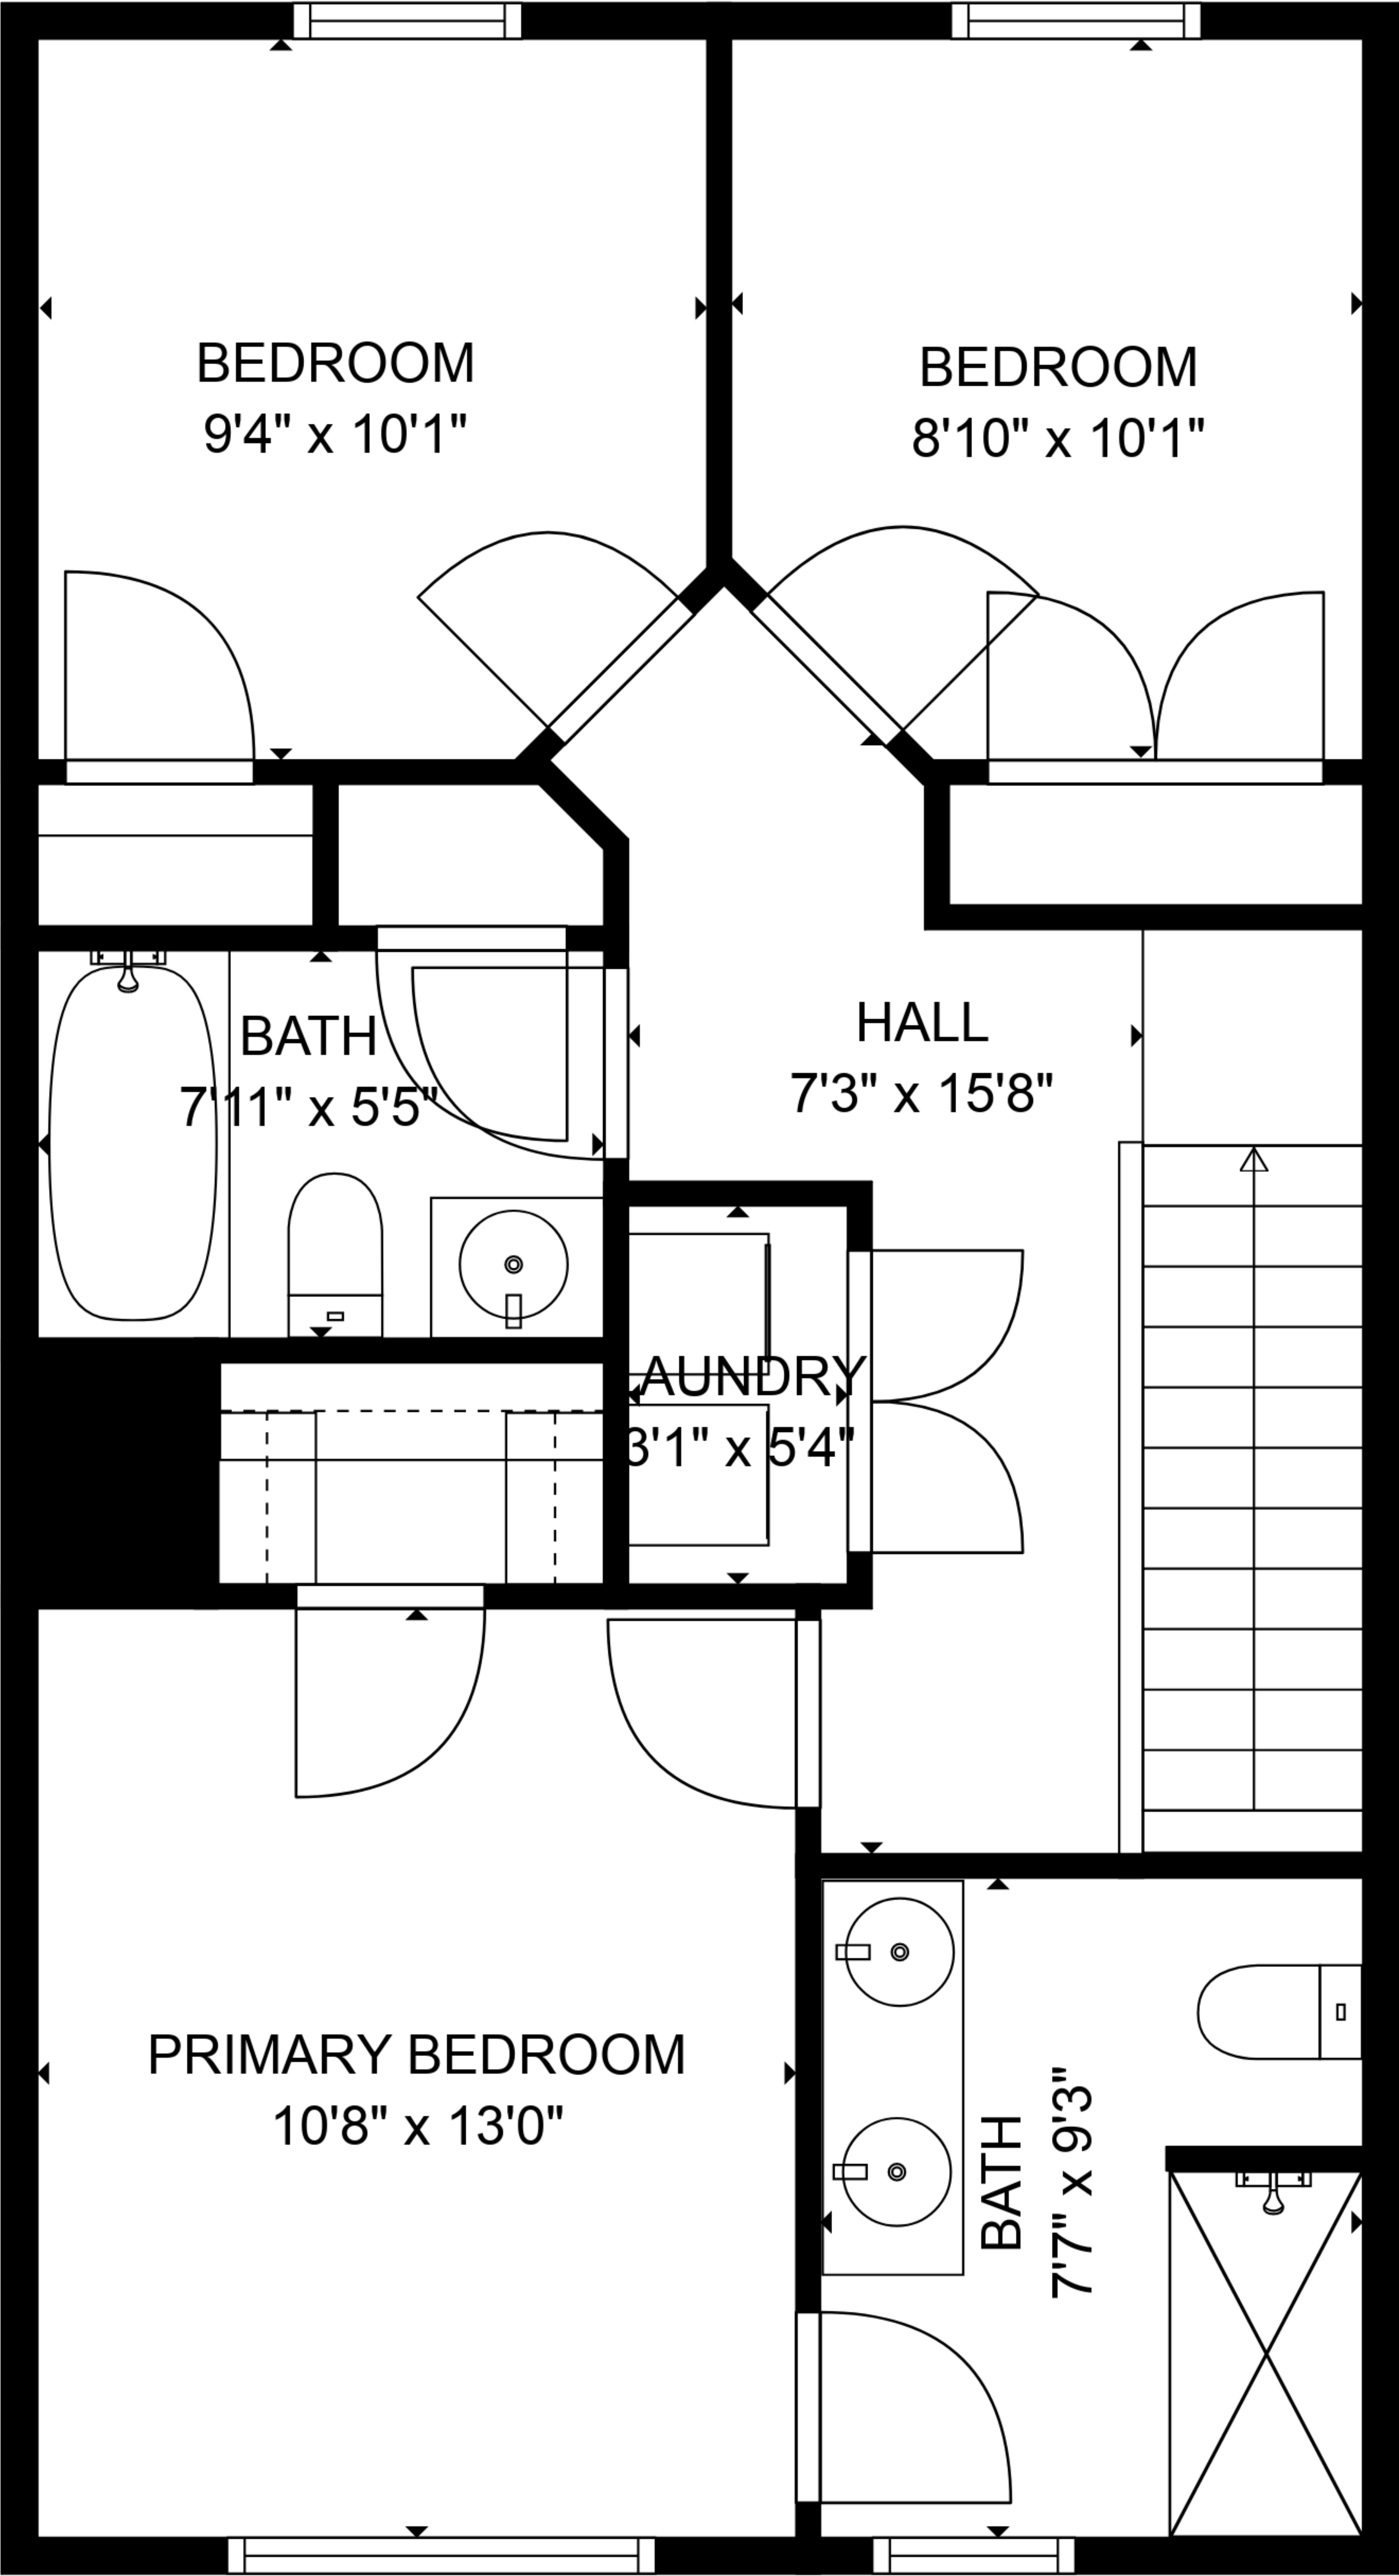 BEDROOM
9'4" x 10'1"
BEDROOM
8'10" x 10'1"
BATH
7'11" x 5'5"
HALL
7'3" x 15'8"
LAUNDRY
3'1" x 5'4"
PRIMARY BEDROOM
10'8" x 13'0"
BATH
7'7" x 9'3"